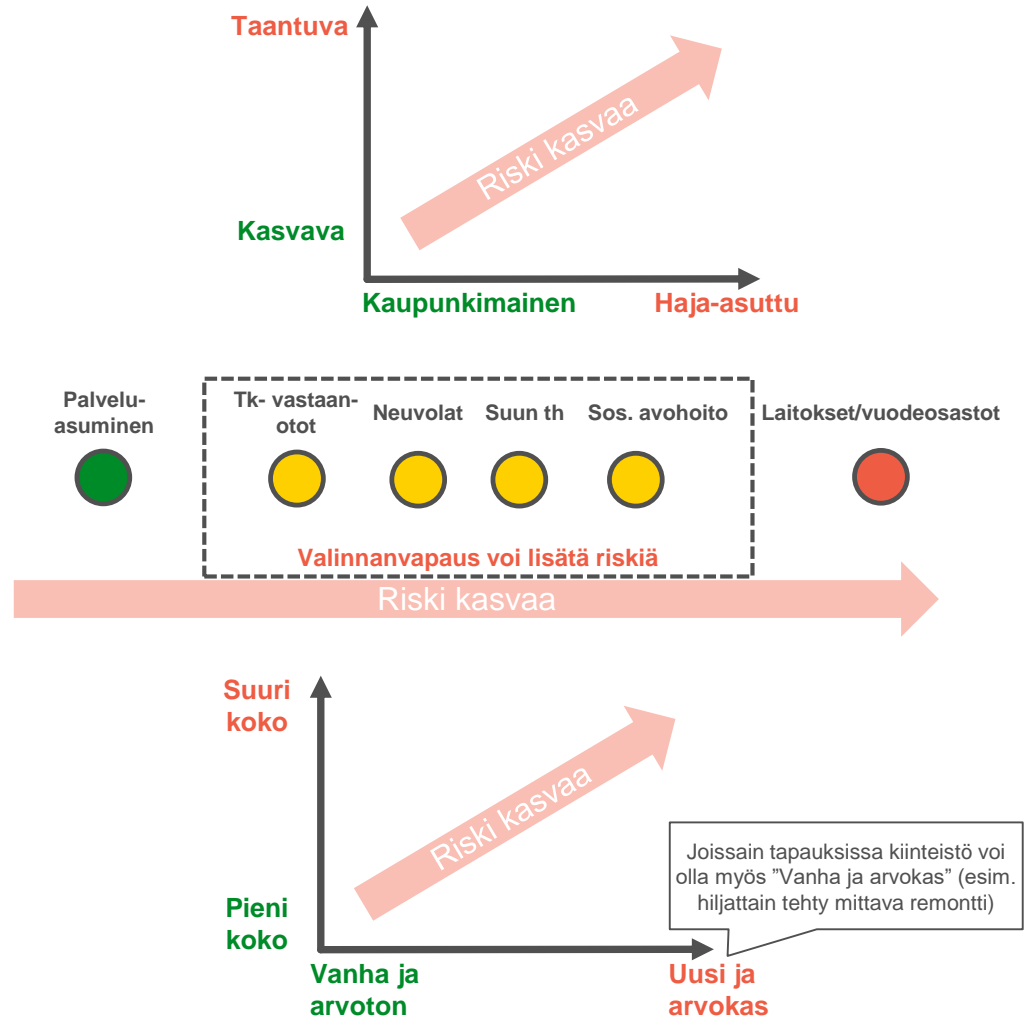 Taantuva
Riski kasvaa
Kasvava
Kaupunkimainen
Haja-asuttu
Palvelu-
asuminen
Tk- vastaan-
otot
Neuvolat
Suun th
Sos. avohoito
Laitokset/vuodeosastot
Valinnanvapaus voi lisätä riskiä
Riski kasvaa
Suuri
koko
Riski kasvaa
Joissain tapauksissa kiinteistö voi
olla myös ”Vanha ja arvokas” (esim.
hiljattain tehty mittava remontti)
Pieni
koko
Vanha ja
arvoton
Uusi ja
arvokas